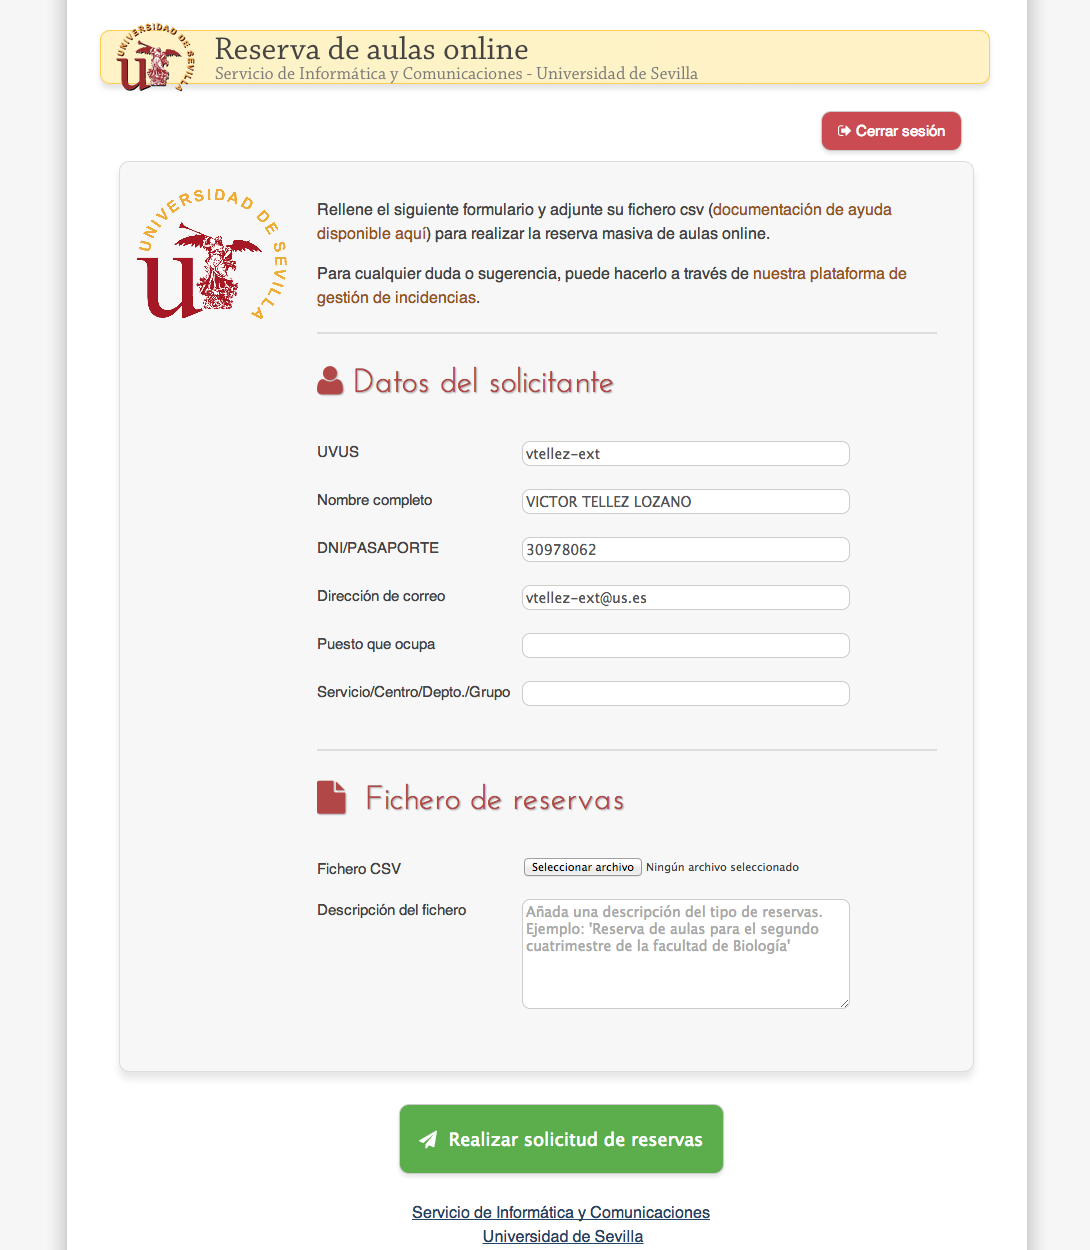 UNIVERSIDAD DE SEVILLA
Reserva de aulas online
Servicio de Informática y Comunicaciones - Universidad de Sevilla
Cerrar sesión
UNIVERSIDAD DE SEVILLA
Rellene el siguiente formulario y adjunte su fichero csv (documentación de ayuda
disponible aquí) para realizar la reserva masiva de aulas online.
Para cualquier duda o sugerencia, puede hacerlo a través de nuestra plataforma de
gestión de incidencias.
Datos del solicitante
UVUS vtellez-ext
Nombre completo VICTOR TELLEZ LOZANO
DNI/PASAPORTE 30978062
Dirección de correo vtellez-ext@us.es
Puesto que ocupa
Servicio/Centro/Depto./Grupo
Fichero de reservas
Fichero CSV Seleccionar archivo Ningún archivo seleccionado
Descripción del fichero Añada una descripción del tipo de reservas.
Ejemplo: 'Reserva de aulas para el segundo
cuatrimestre de la facultad de Biología'
Realizar solicitud de reservas
Servicio de Informática y Comunicaciones
Universidad de Sevilla